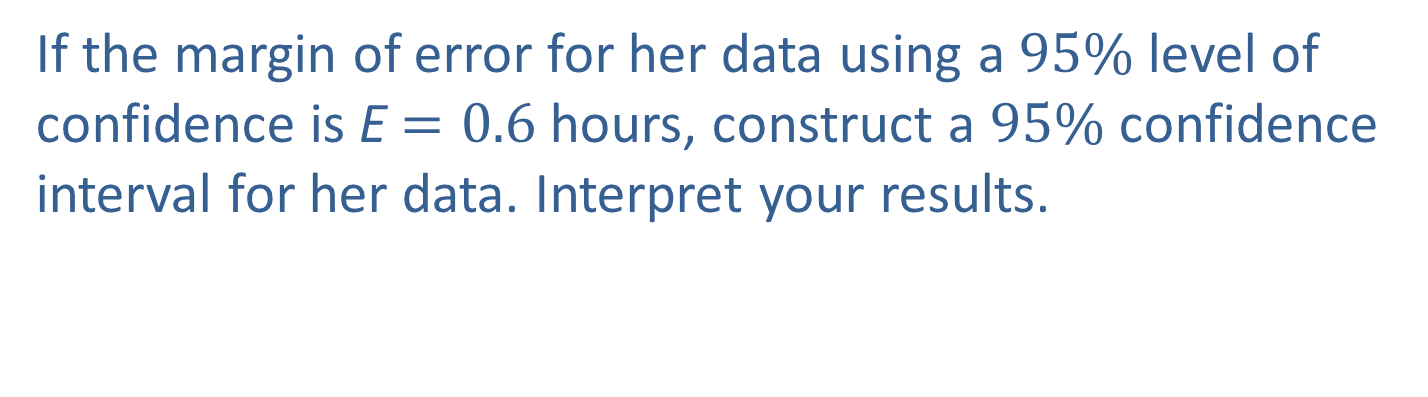 If the margin of error for her data using a 95% level of
confidence is E = 0.6 hours, construct a 95% confidence
interval for her data. Interpret your results.